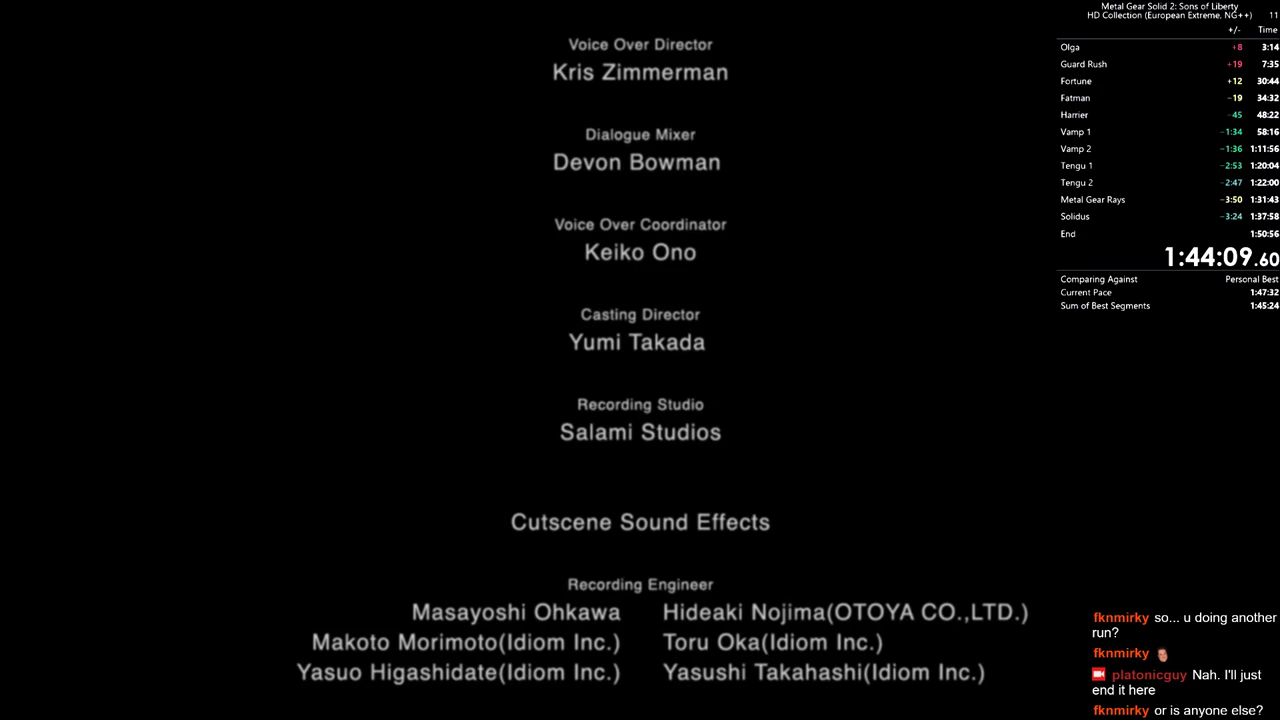 Voice Over Director
Kris Zimmerman
Dialogue Mixer
Devon Bowman
Voice Over Coordinator
Keiko Ono
Casting Director
Yumi Takada
Recording Studio
Salami Studios
Cutscene Sound Effects
Recording Engineer
Masayoshi Ohkawa Hideaki Nojima(OTOYA CO.,LTD.)
Makoto Morimoto(Idiom Inc.) Toru Oka(Idiom Inc.)
Yasuo Higashidate(Idiom Inc.) Yasushi Takahashi(Idiom Inc.)
Metal Gear Solid 2: Sons of Liberty
HD Collection (European Extreme, NG++) 11
+/- Time
Olga +8 3:14
Guard Rush +19 7:35
Fortune +12 30:44
Fatman −19 34:32
Harrier −45 48:22
Vamp 1 −1:34 58:16
Vamp 2 −1:36 1:11:56
Tengu 1 −2:53 1:20:04
Tengu 2 −2:47 1:22:00
Metal Gear Rays −3:50 1:31:43
Solidus −3:24 1:37:58
End 1:50:56
1:44:09.60
Comparing Against Personal Best
Current Pace 1:47:32
Sum of Best Segments 1:45:24
fknmirky so... u doing another
run?
fknmirky
platonicguy Nah. I'll just
end it here
fknmirky or is anyone else?